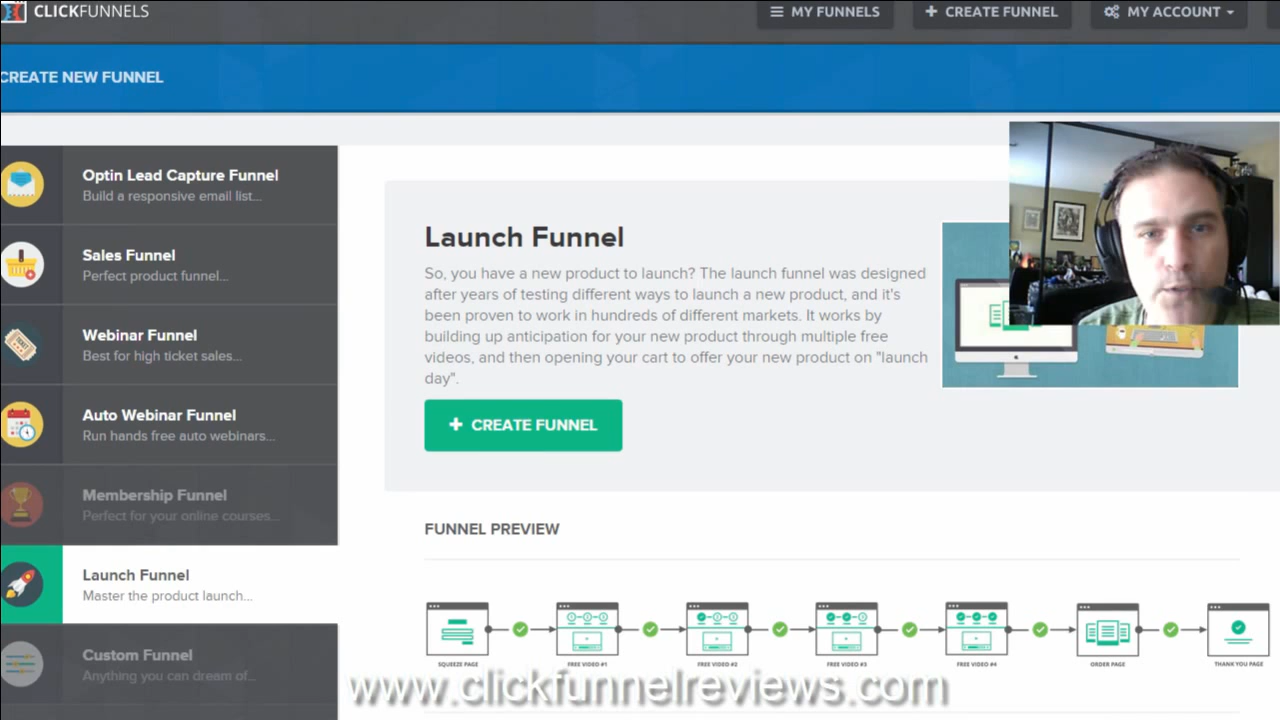 CLICKFUNNELS
MY FUNNELS
+ CREATE FUNNEL
MY ACCOUNT
CREATE NEW FUNNEL
Optin Lead Capture Funnel
Build a responsive email list...
Sales Funnel
Perfect product funnel...
Webinar Funnel
Best for high ticket sales...
Auto Webinar Funnel
Run hands free auto webinars...
Membership Funnel
Perfect for your online courses...
Launch Funnel
Master the product launch...
Custom Funnel
Anything you can dream of...
Launch Funnel
So, you have a new product to launch? The launch funnel was designed
after years of testing different ways to launch a new product, and it's
been proven to work in hundreds of different markets. It works by
building up anticipation for your new product through multiple free
videos, and then opening your cart to offer your new product on "launch
day".
+ CREATE FUNNEL
FUNNEL PREVIEW
SQUEEZE PAGE
FREE VIDEO #1
FREE VIDEO #2
FREE VIDEO #3
FREE VIDEO #4
ORDER PAGE
THANK YOU PAGE
www.clickfunnelreviews.com